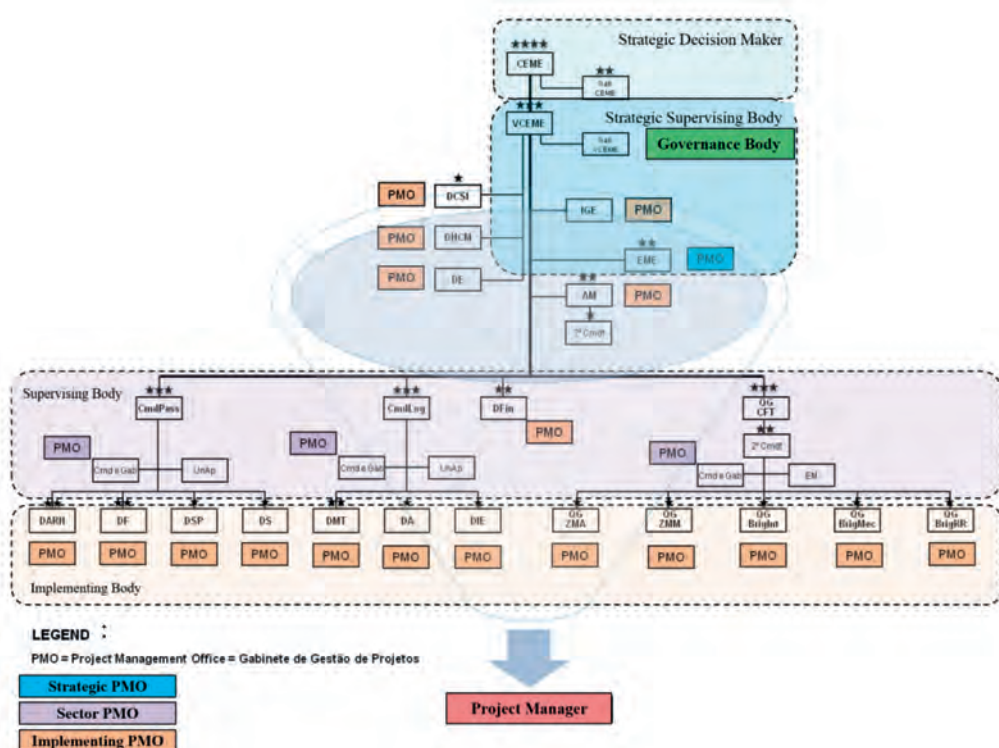 Strategic Decision Maker
★★★★
CEME
★★
Gab
CEME
★★★
VCEME
Strategic Supervising Body
Governance Body
Gab
VCEME
★
PMO
DCSI
IGE
PMO
PMO
DHCM
★★
EME
PMO
PMO
DE
★★
AM
PMO
2º Cmdt
Supervising Body
★★★
CmdPess
★★★
CmdLog
★★
DFin
★★★
QG
CFT
PMO
★★
2º Cmdt
PMO
PMO
PMO
Cmd e Gab
UnAp
Cmd e Gab
UnAp
Cmd e Gab
EM
DARH
DF
DSP
DS
DMT
DA
DIE
QG
ZMA
QG
ZMM
QG
BrigInt
QG
BrigMec
QG
BrigRR
PMO
PMO
PMO
PMO
PMO
PMO
PMO
PMO
PMO
PMO
PMO
PMO
Implementing Body
LEGEND :
PMO = Project Management Office = Gabinete de Gestão de Projetos
Strategic PMO
Sector PMO
Implementing PMO
Project Manager